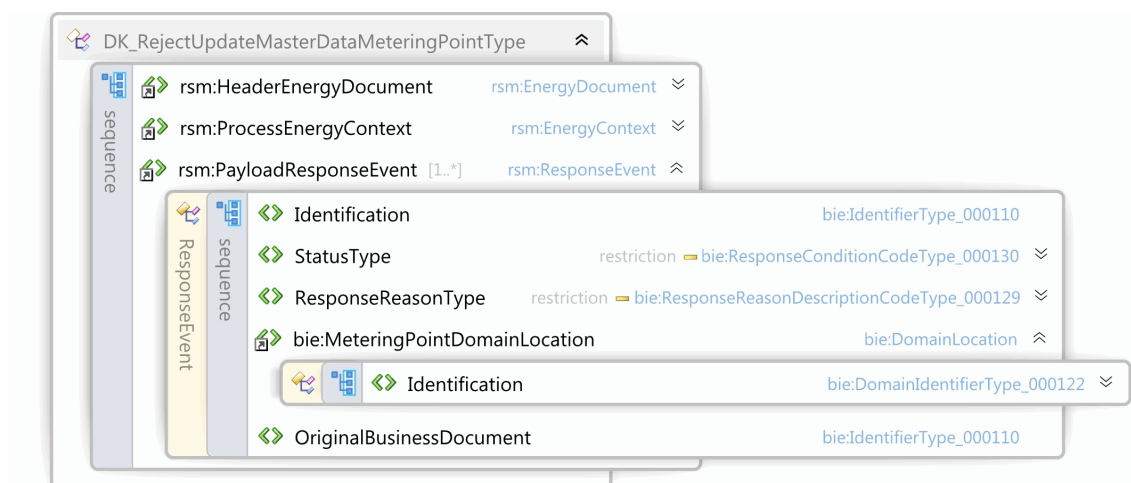 DK_RejectUpdateMasterDataMeteringPointType
sequence
rsm:HeaderEnergyDocument rsm:EnergyDocument
rsm:ProcessEnergyContext rsm:EnergyContext
rsm:PayloadResponseEvent [1..*] rsm:ResponseEvent
ResponseEvent
sequence
Identification bie:IdentifierType_000110
StatusType restriction bie:ResponseConditionCodeType_000130
ResponseReasonType restriction bie:ResponseReasonDescriptionCodeType_000129
bie:MeteringPointDomainLocation bie:DomainLocation
Identification bie:DomainIdentifierType_000122
OriginalBusinessDocument bie:IdentifierType_000110